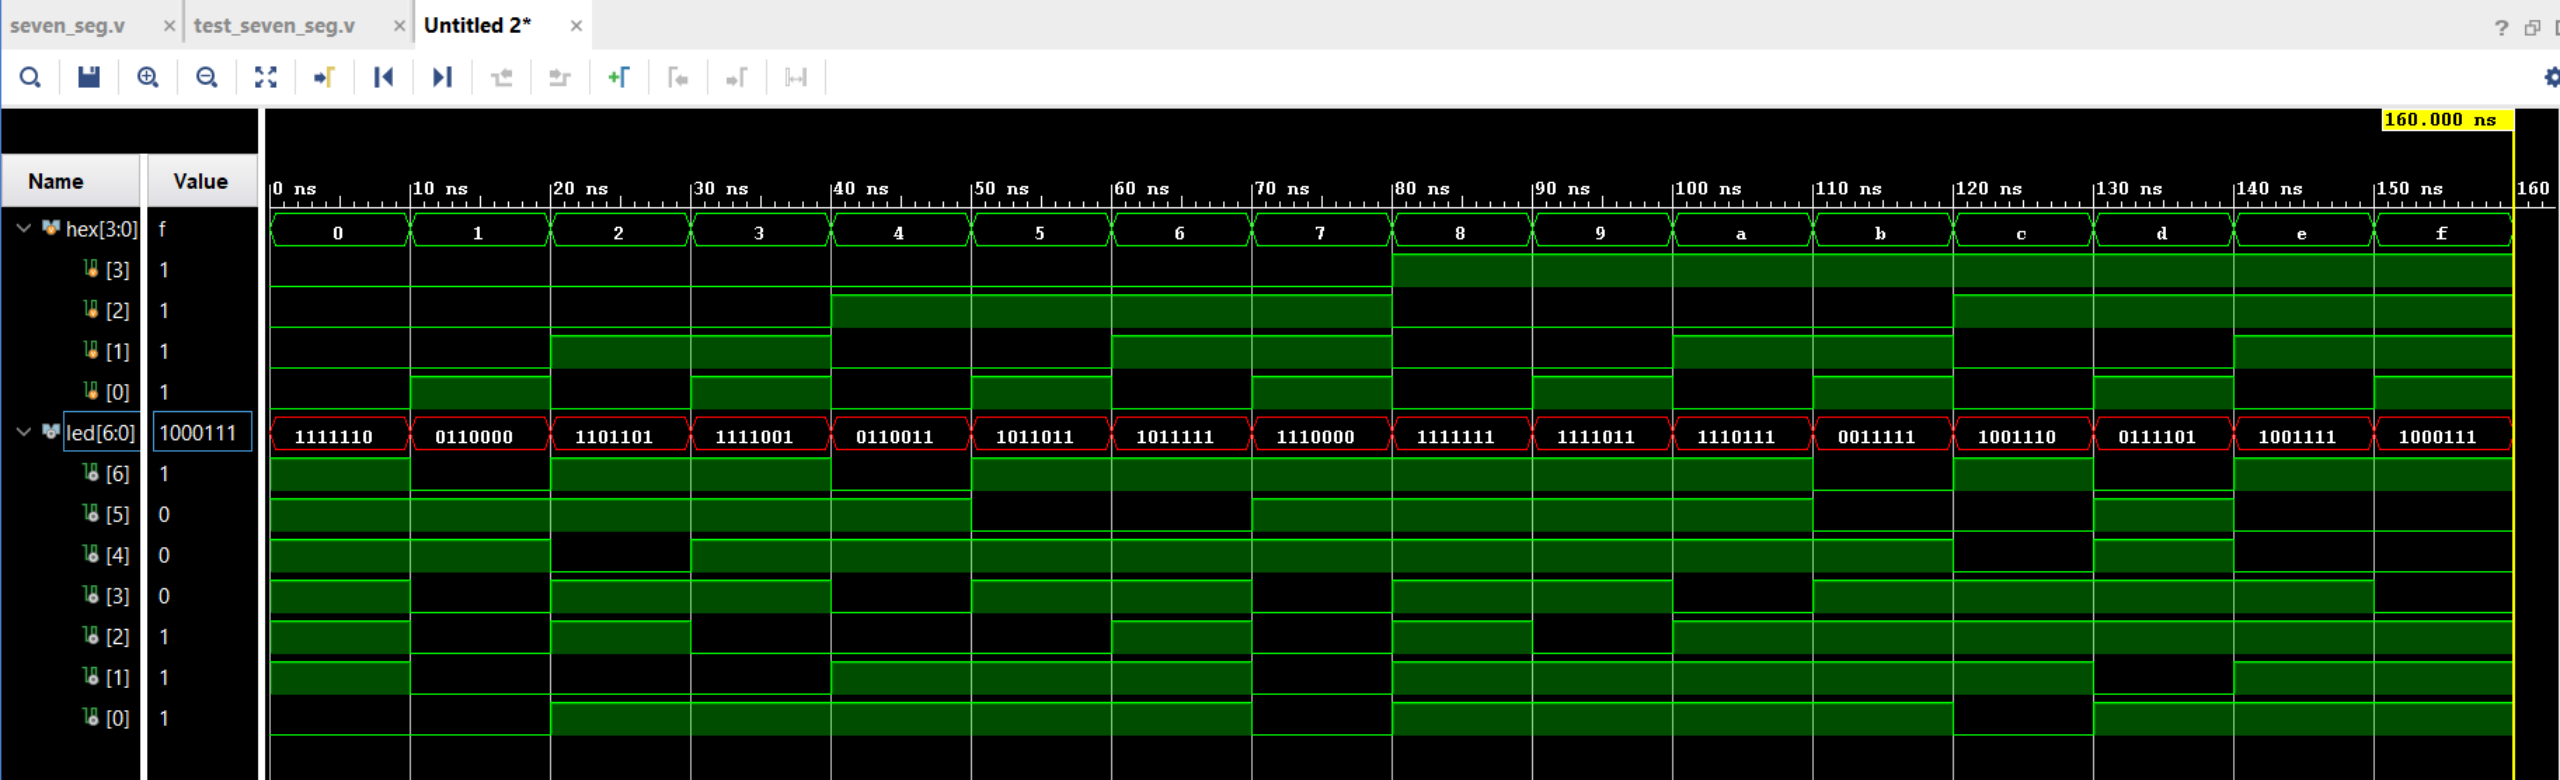 seven_seg.v × test_seven_seg.v × Untitled 2* × ?
160.000 ns
Name Value
0 ns 10 ns 20 ns 30 ns 40 ns 50 ns 60 ns 70 ns 80 ns 90 ns 100 ns 110 ns 120 ns 130 ns 140 ns 150 ns 160
hex[3:0] f 0 1 2 3 4 5 6 7 8 9 a b c d e f
[3] 1
[2] 1
[1] 1
[0] 1
led[6:0] 1000111 1111110 0110000 1101101 1111001 0110011 1011011 1011111 1110000 1111111 1111011 1110111 0011111 1001110 0111101 1001111 1000111
[6] 1
[5] 0
[4] 0
[3] 0
[2] 1
[1] 1
[0] 1